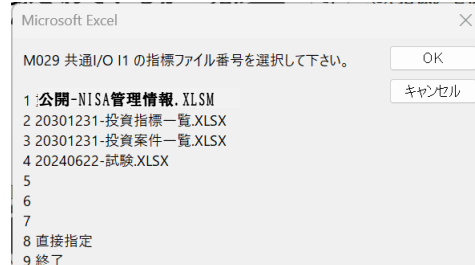 Microsoft Excel
M029 共通I/O I1 の指標ファイル番号を選択して下さい。
OK
キャンセル
1 公開-NISA管理情報.XLSM
2 20301231-投資指標一覧.XLSX
3 20301231-投資案件一覧.XLSX
4 20240622-試験.XLSX
5
6
7
8 直接指定
9 終了